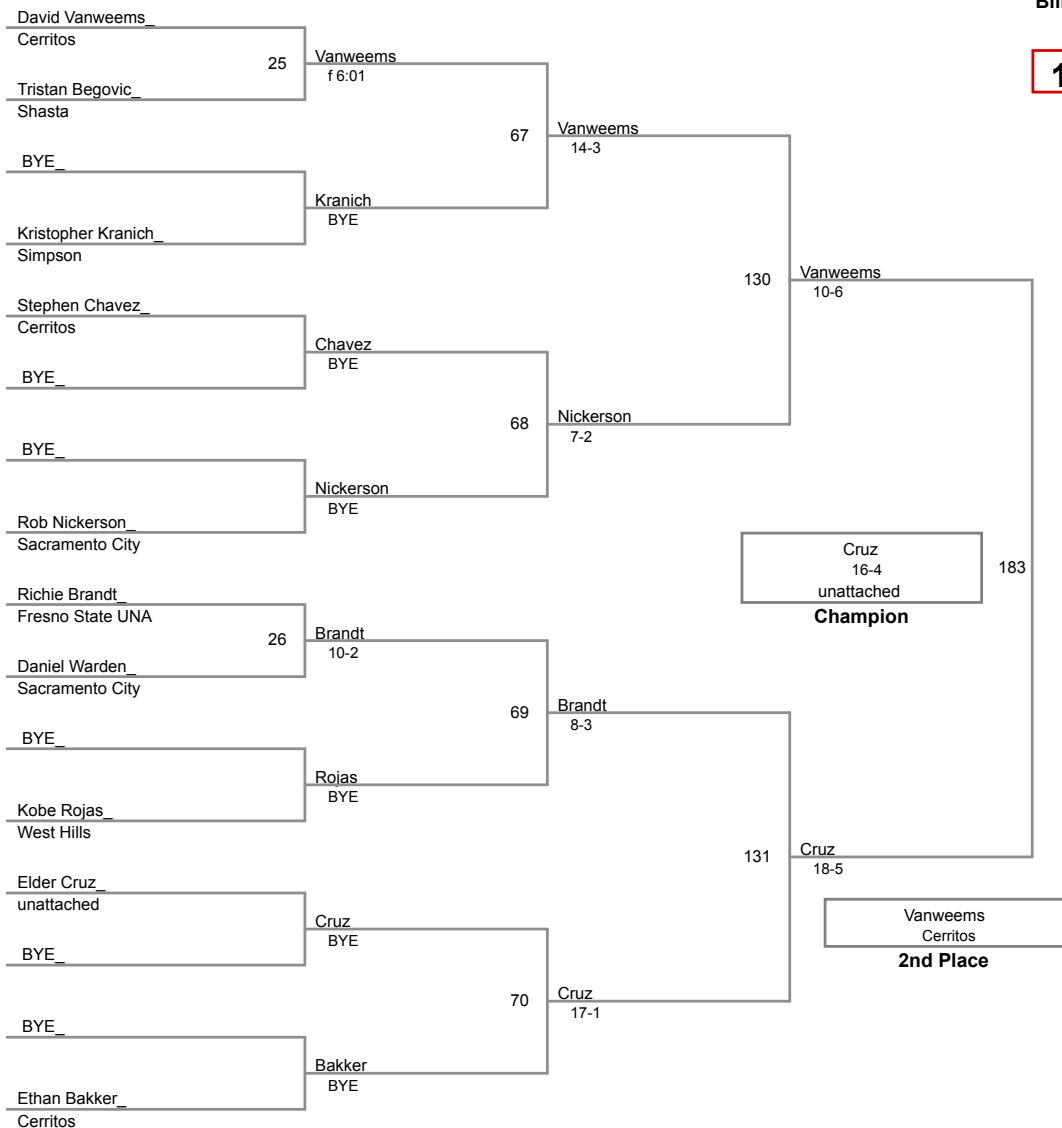 Bil
1
David Vanweems_
Cerritos
25
Vanweems
f 6:01
Tristan Begovic_
Shasta
67
Vanweems
14-3
BYE_
Kranich
BYE
Kristopher Kranich_
Simpson
130
Vanweems
10-6
Stephen Chavez_
Cerritos
Chavez
BYE
BYE_
68
Nickerson
7-2
BYE_
Nickerson
BYE
Rob Nickerson_
Sacramento City
Cruz
16-4
unattached
Champion
183
Richie Brandt_
Fresno State UNA
26
Brandt
10-2
Daniel Warden_
Sacramento City
69
Brandt
8-3
BYE_
Rojas
BYE
Kobe Rojas_
West Hills
131
Cruz
18-5
Elder Cruz_
unattached
Cruz
BYE
Vanweems
Cerritos
2nd Place
BYE_
70
Cruz
17-1
BYE_
Bakker
BYE
Ethan Bakker_
Cerritos